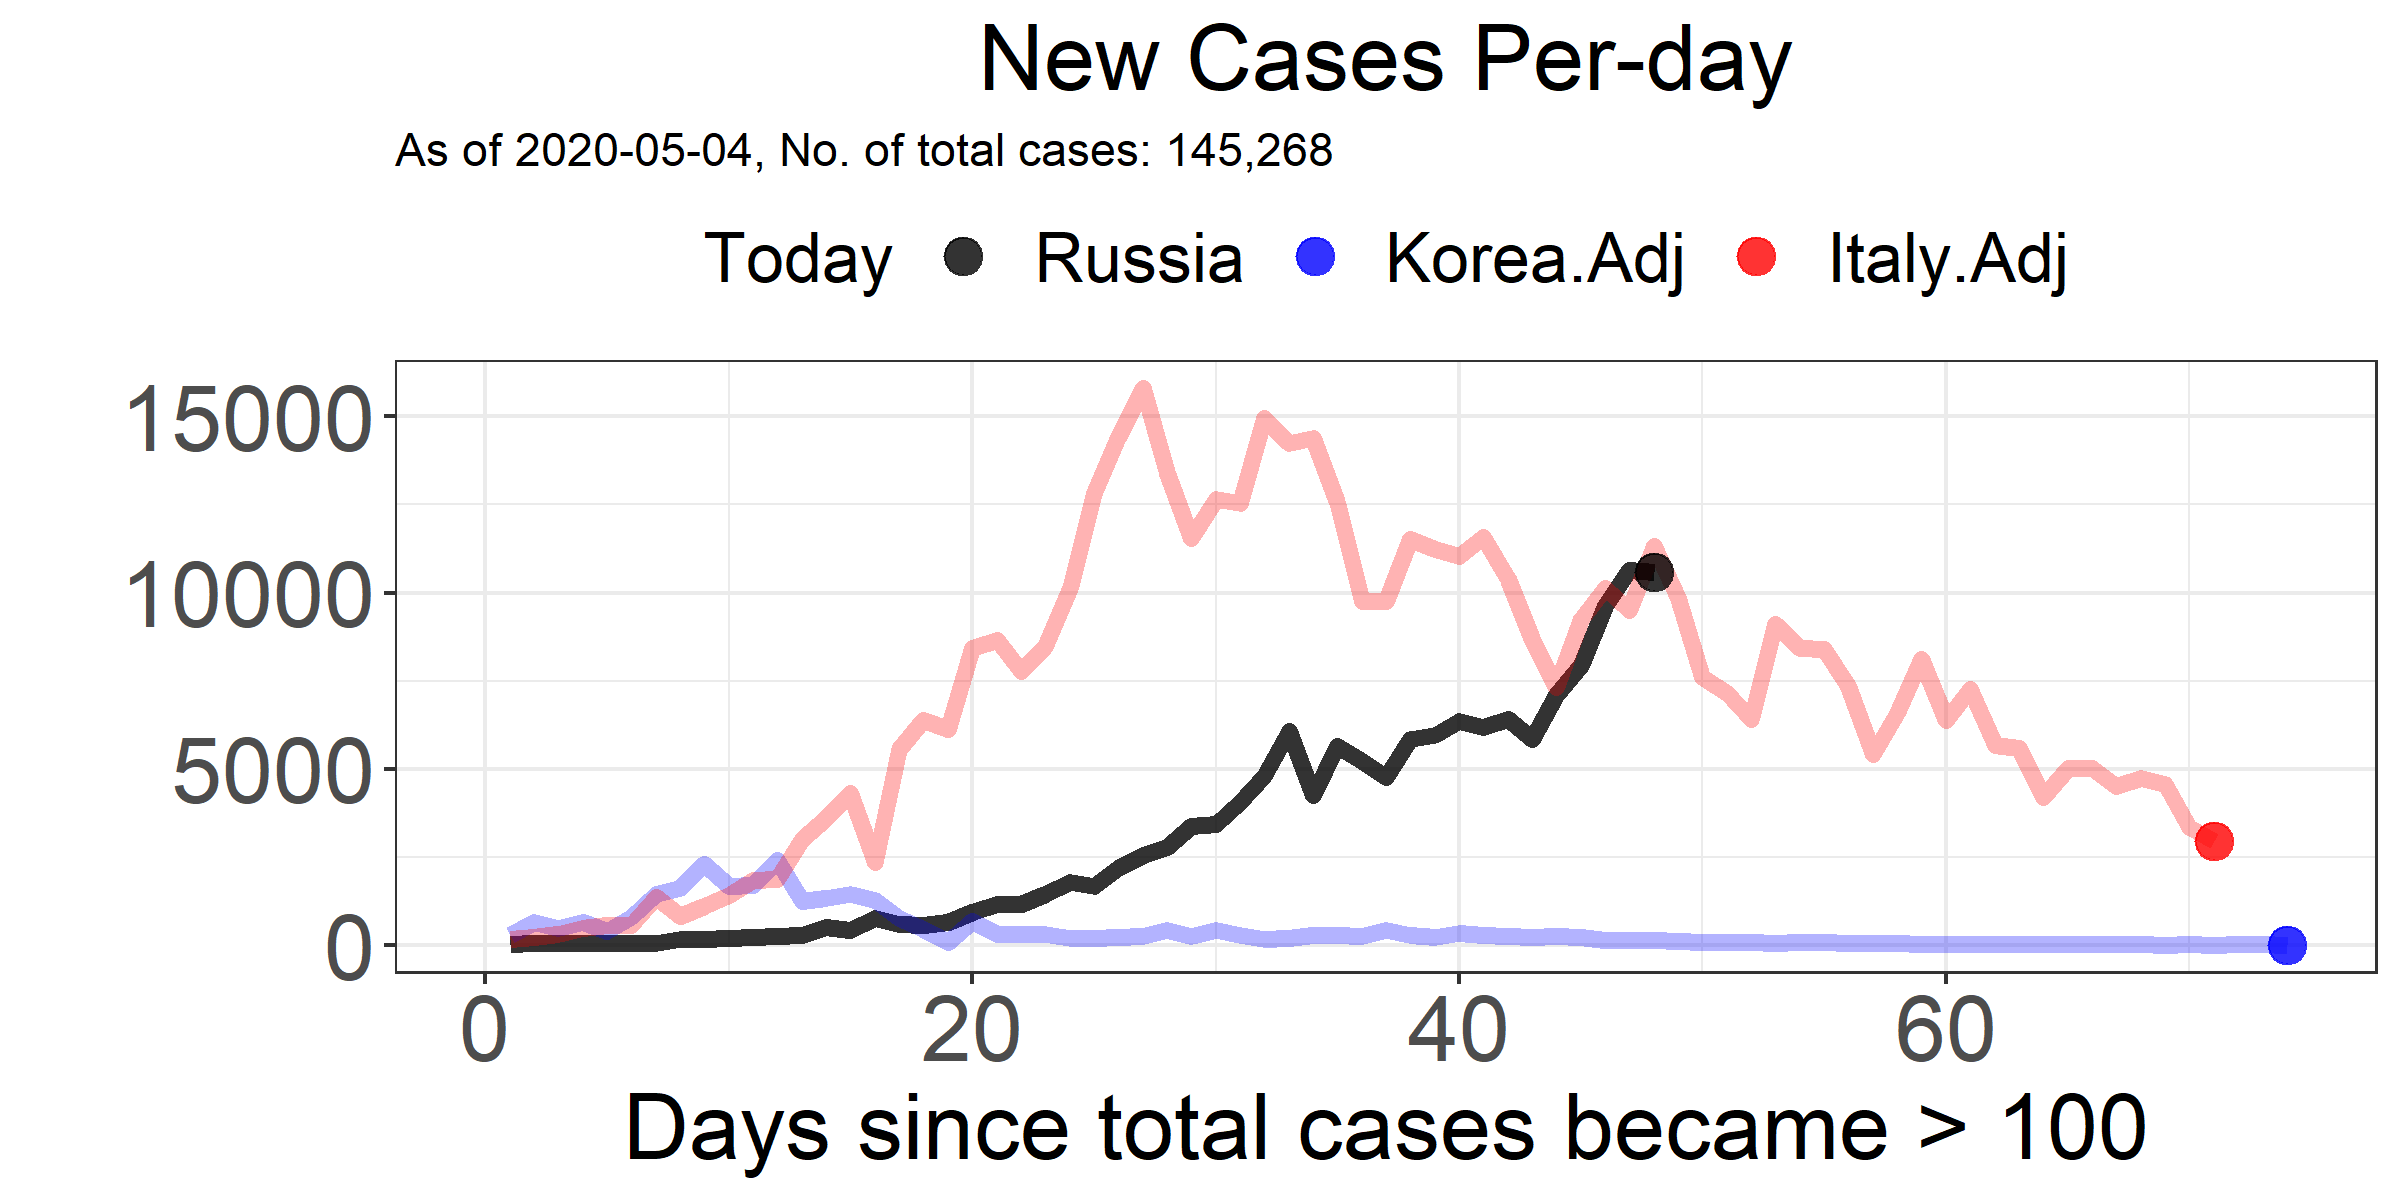 New Cases Per-day
As of 2020-05-04, No. of total cases: 145,268
Today Russia Korea.Adj Italy.Adj
15000
10000
5000
0
0 20 40 60
Days since total cases became > 100